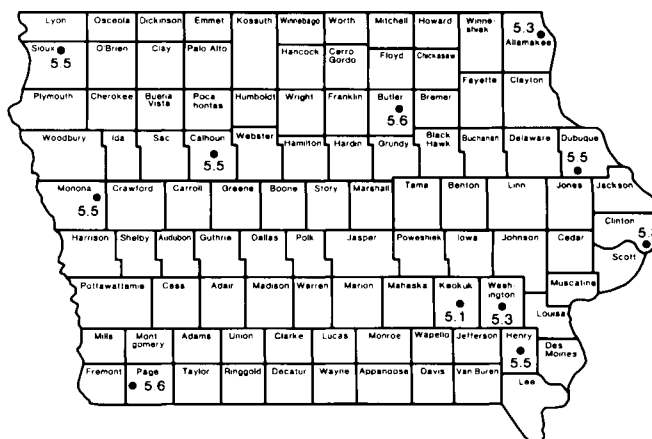 Lyon Osceola Dickinson Emmet Kossuth Winnebago Worth Mitchell Howard Winne-
shiek
5.3
Allamakee
Sioux O'Brien Clay Palo Alto Hancock Cerro
Gordo Floyd Chickasaw
5.5
Fayette Clayton
Plymouth Cherokee Buena
Vista Poca
hontas Humboldt Wright Franklin Butler Bremer
5.6
Woodbury Ida Sac Calhoun Webster Hamilton Hardin Grundy Black
Hawk Buchanan Delaware Dubuque
5.5
5.5
Monona Crawford Carroll Greene Boone Story Marshall Tama Benton Linn Jones Jackson
5.5
Clinton
5.
Harrison Shelby Audubon Guthrie Dallas Polk Jasper Poweshiek Iowa Johnson Cedar
Scott
Pottawattamie Cass Adair Madison Warren Marion Mahaska Keokuk Wash-
ington
Muscatine
5.1
5.3
Louisa
Mills Mont
gomery Adams Union Clarke Lucas Monroe Wapello Jefferson Henry
5.5
Des
Moines
Fremont Page Taylor Ringgold Decatur Wayne Appanoose Davis Van Buren
5.6
Lee